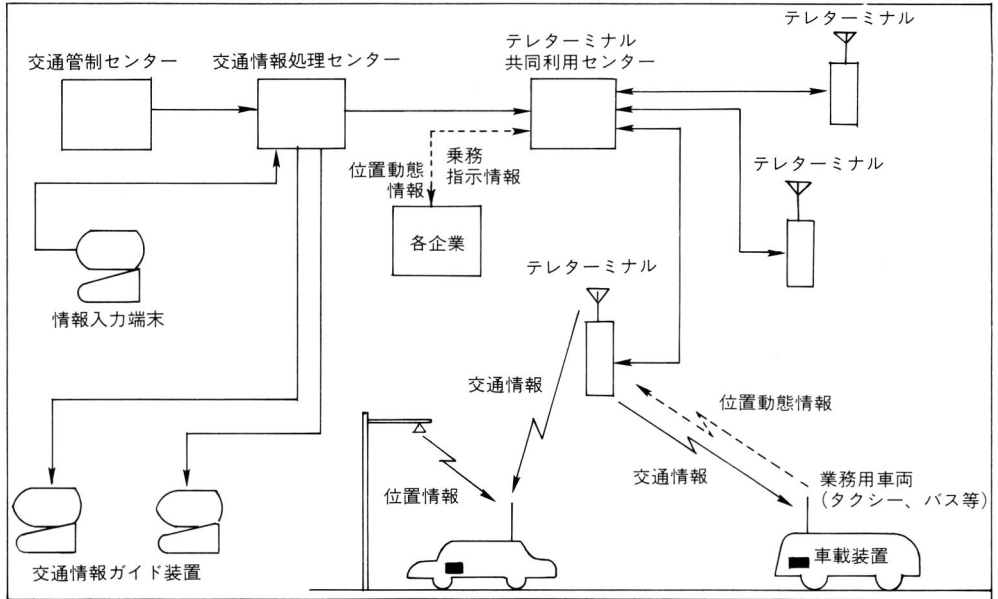 テレターミナル
交通管制センター
交通情報処理センター
テレターミナル
共同利用センター
テレターミナル
位置動態
情報
乗務
指示情報
各企業
テレターミナル
情報入力端末
交通情報
位置動態情報
交通情報
位置情報
業務用車両
(タクシー、バス等)
車載装置
交通情報ガイド装置